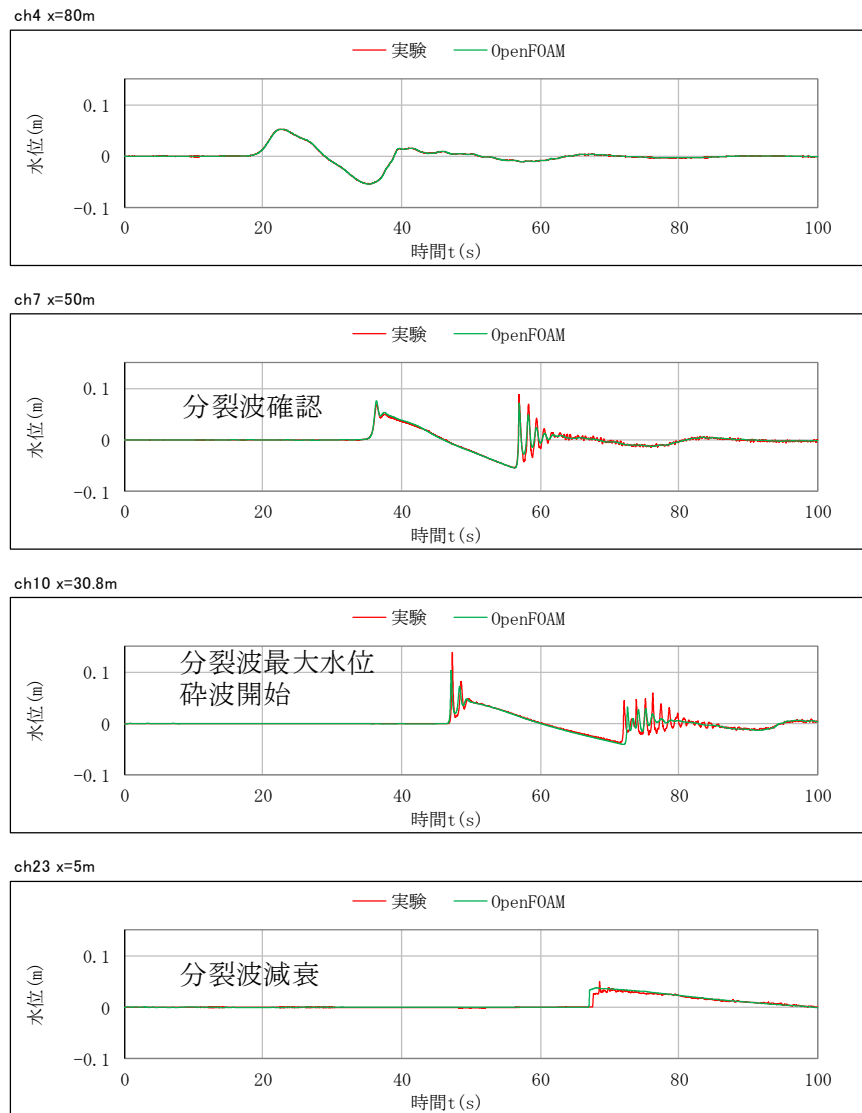 ch4 x=80m
実験 OpenFOAM
0.1
0
-0.1
水位(m)
0 20 40 60 80 100
時間t(s)
ch7 x=50m
実験 OpenFOAM
分裂波確認
0.1
0
-0.1
水位(m)
0 20 40 60 80 100
時間t(s)
ch10 x=30.8m
実験 OpenFOAM
分裂波最大水位
砕波開始
0.1
0
-0.1
水位(m)
0 20 40 60 80 100
時間t(s)
ch23 x=5m
実験 OpenFOAM
分裂波減衰
0.1
0
-0.1
水位(m)
0 20 40 60 80 100
時間t(s)